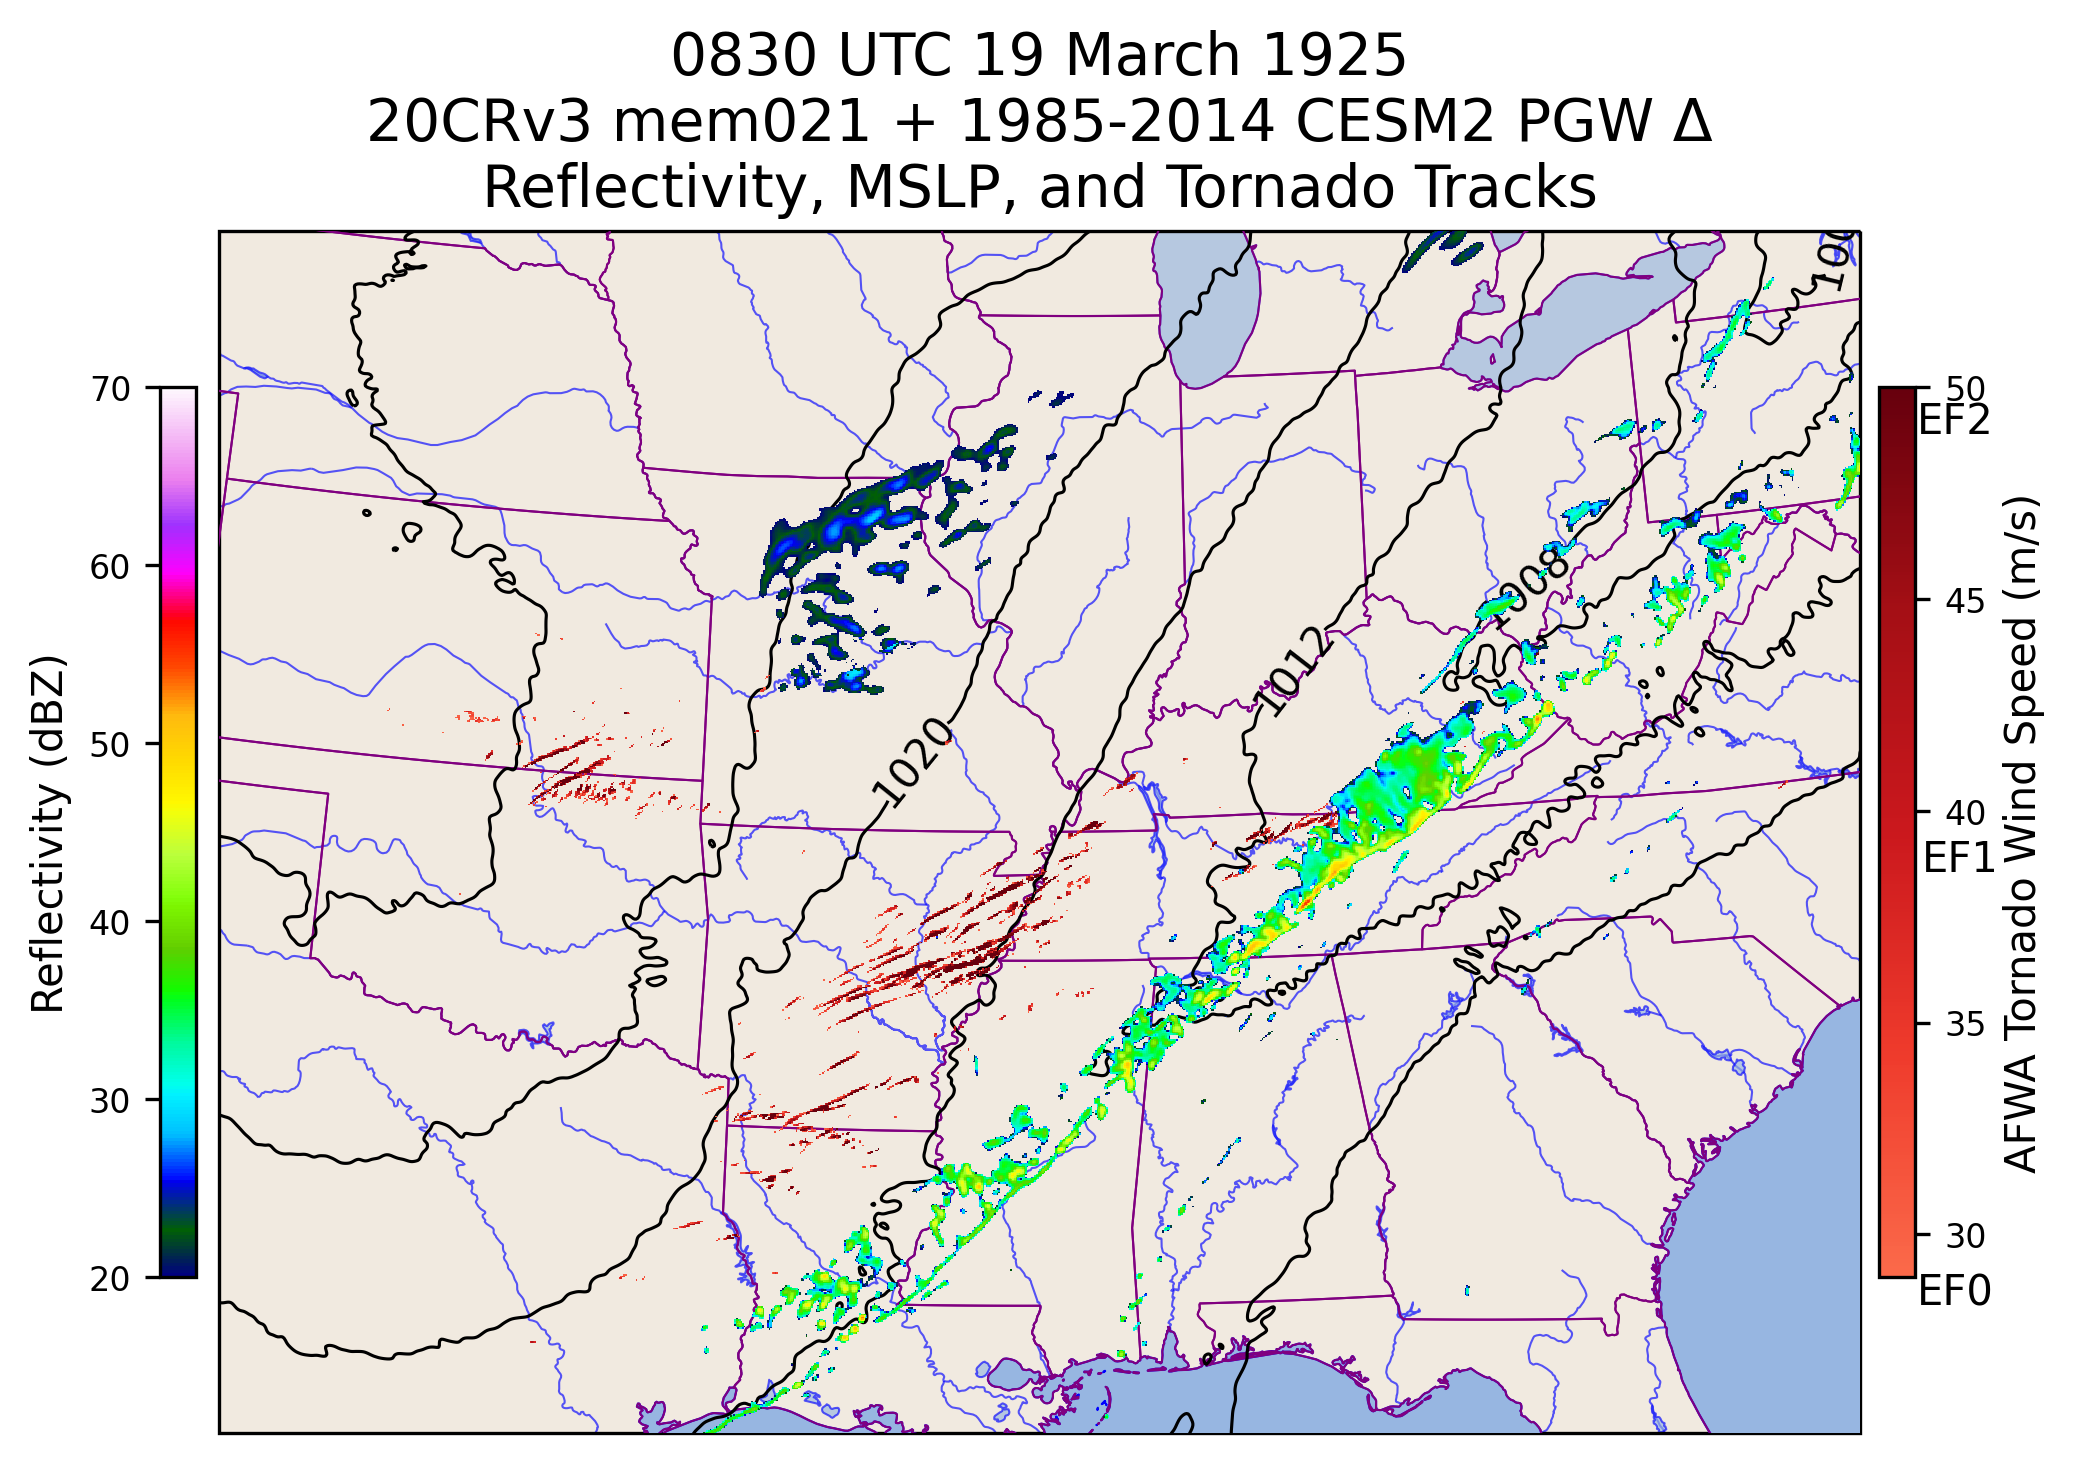 0830 UTC 19 March 1925
20CRv3 mem021 + 1985-2014 CESM2 PGW Δ
Reflectivity, MSLP, and Tornado Tracks
Reflectivity (dBZ)
70
60
50
40
30
20
1008
1012
1020
50
EF2
45
40
EF1
35
30
EF0
AFWA Tornado Wind Speed (m/s)